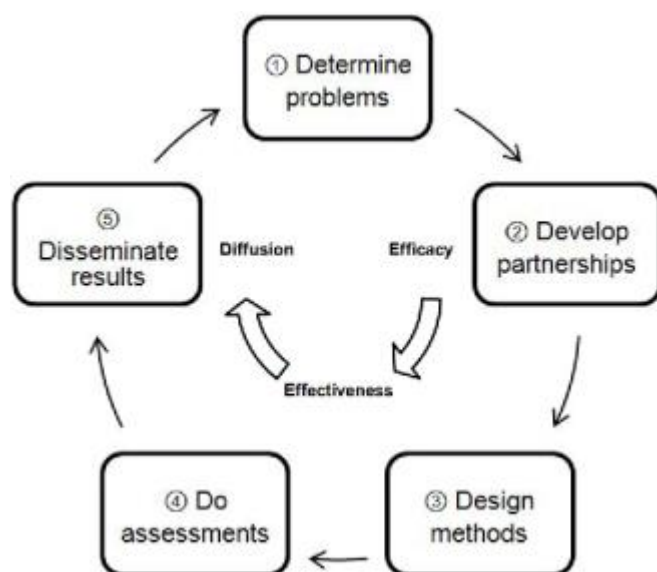 ① Determine
problems
② Develop
partnerships
③ Design
methods
④ Do
assessments
⑤
Disseminate
results
Diffusion
Efficacy
Effectiveness